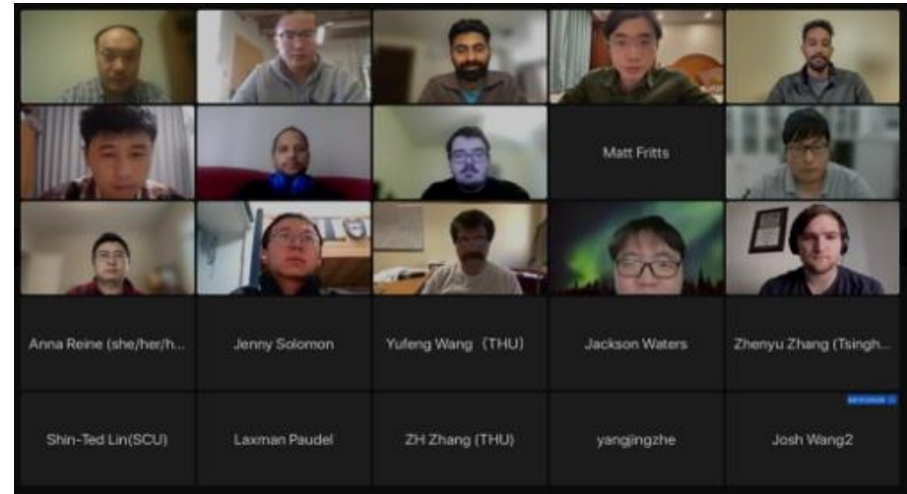 Matt Fritts
Anna Reine (she/her/h...
Jenny Solomon
Yufeng Wang（THU）
Jackson Waters
Zhenyu Zhang (Tsingh...
Shin-Ted Lin(SCU)
Laxman Paudel
ZH Zhang (THU)
yangjingzhe
Josh Wang2